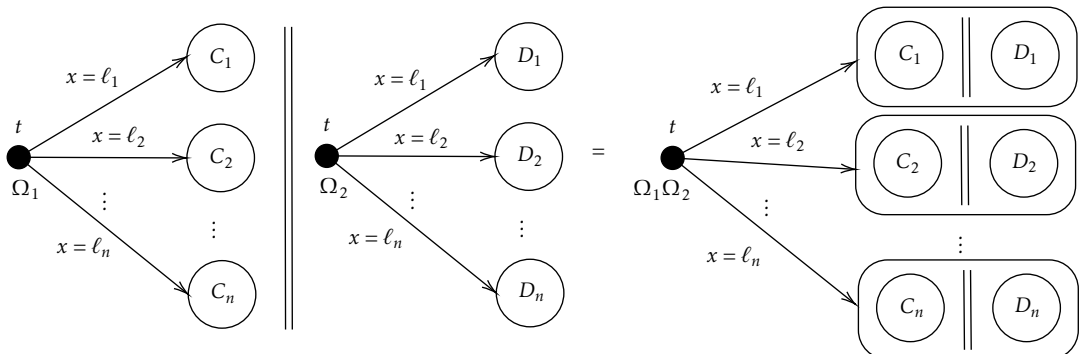 C₁
D₁
C₁ D₁
x = ℓ₁
x = ℓ₁
x = ℓ₁
t
x = ℓ₂
C₂
t
x = ℓ₂
D₂
=
t
x = ℓ₂
C₂ D₂
Ω₁
⋮
Ω₂
⋮
Ω₁Ω₂
⋮
x = ℓₙ
⋮
x = ℓₙ
⋮
x = ℓₙ
⋮
Cₙ
Dₙ
Cₙ Dₙ